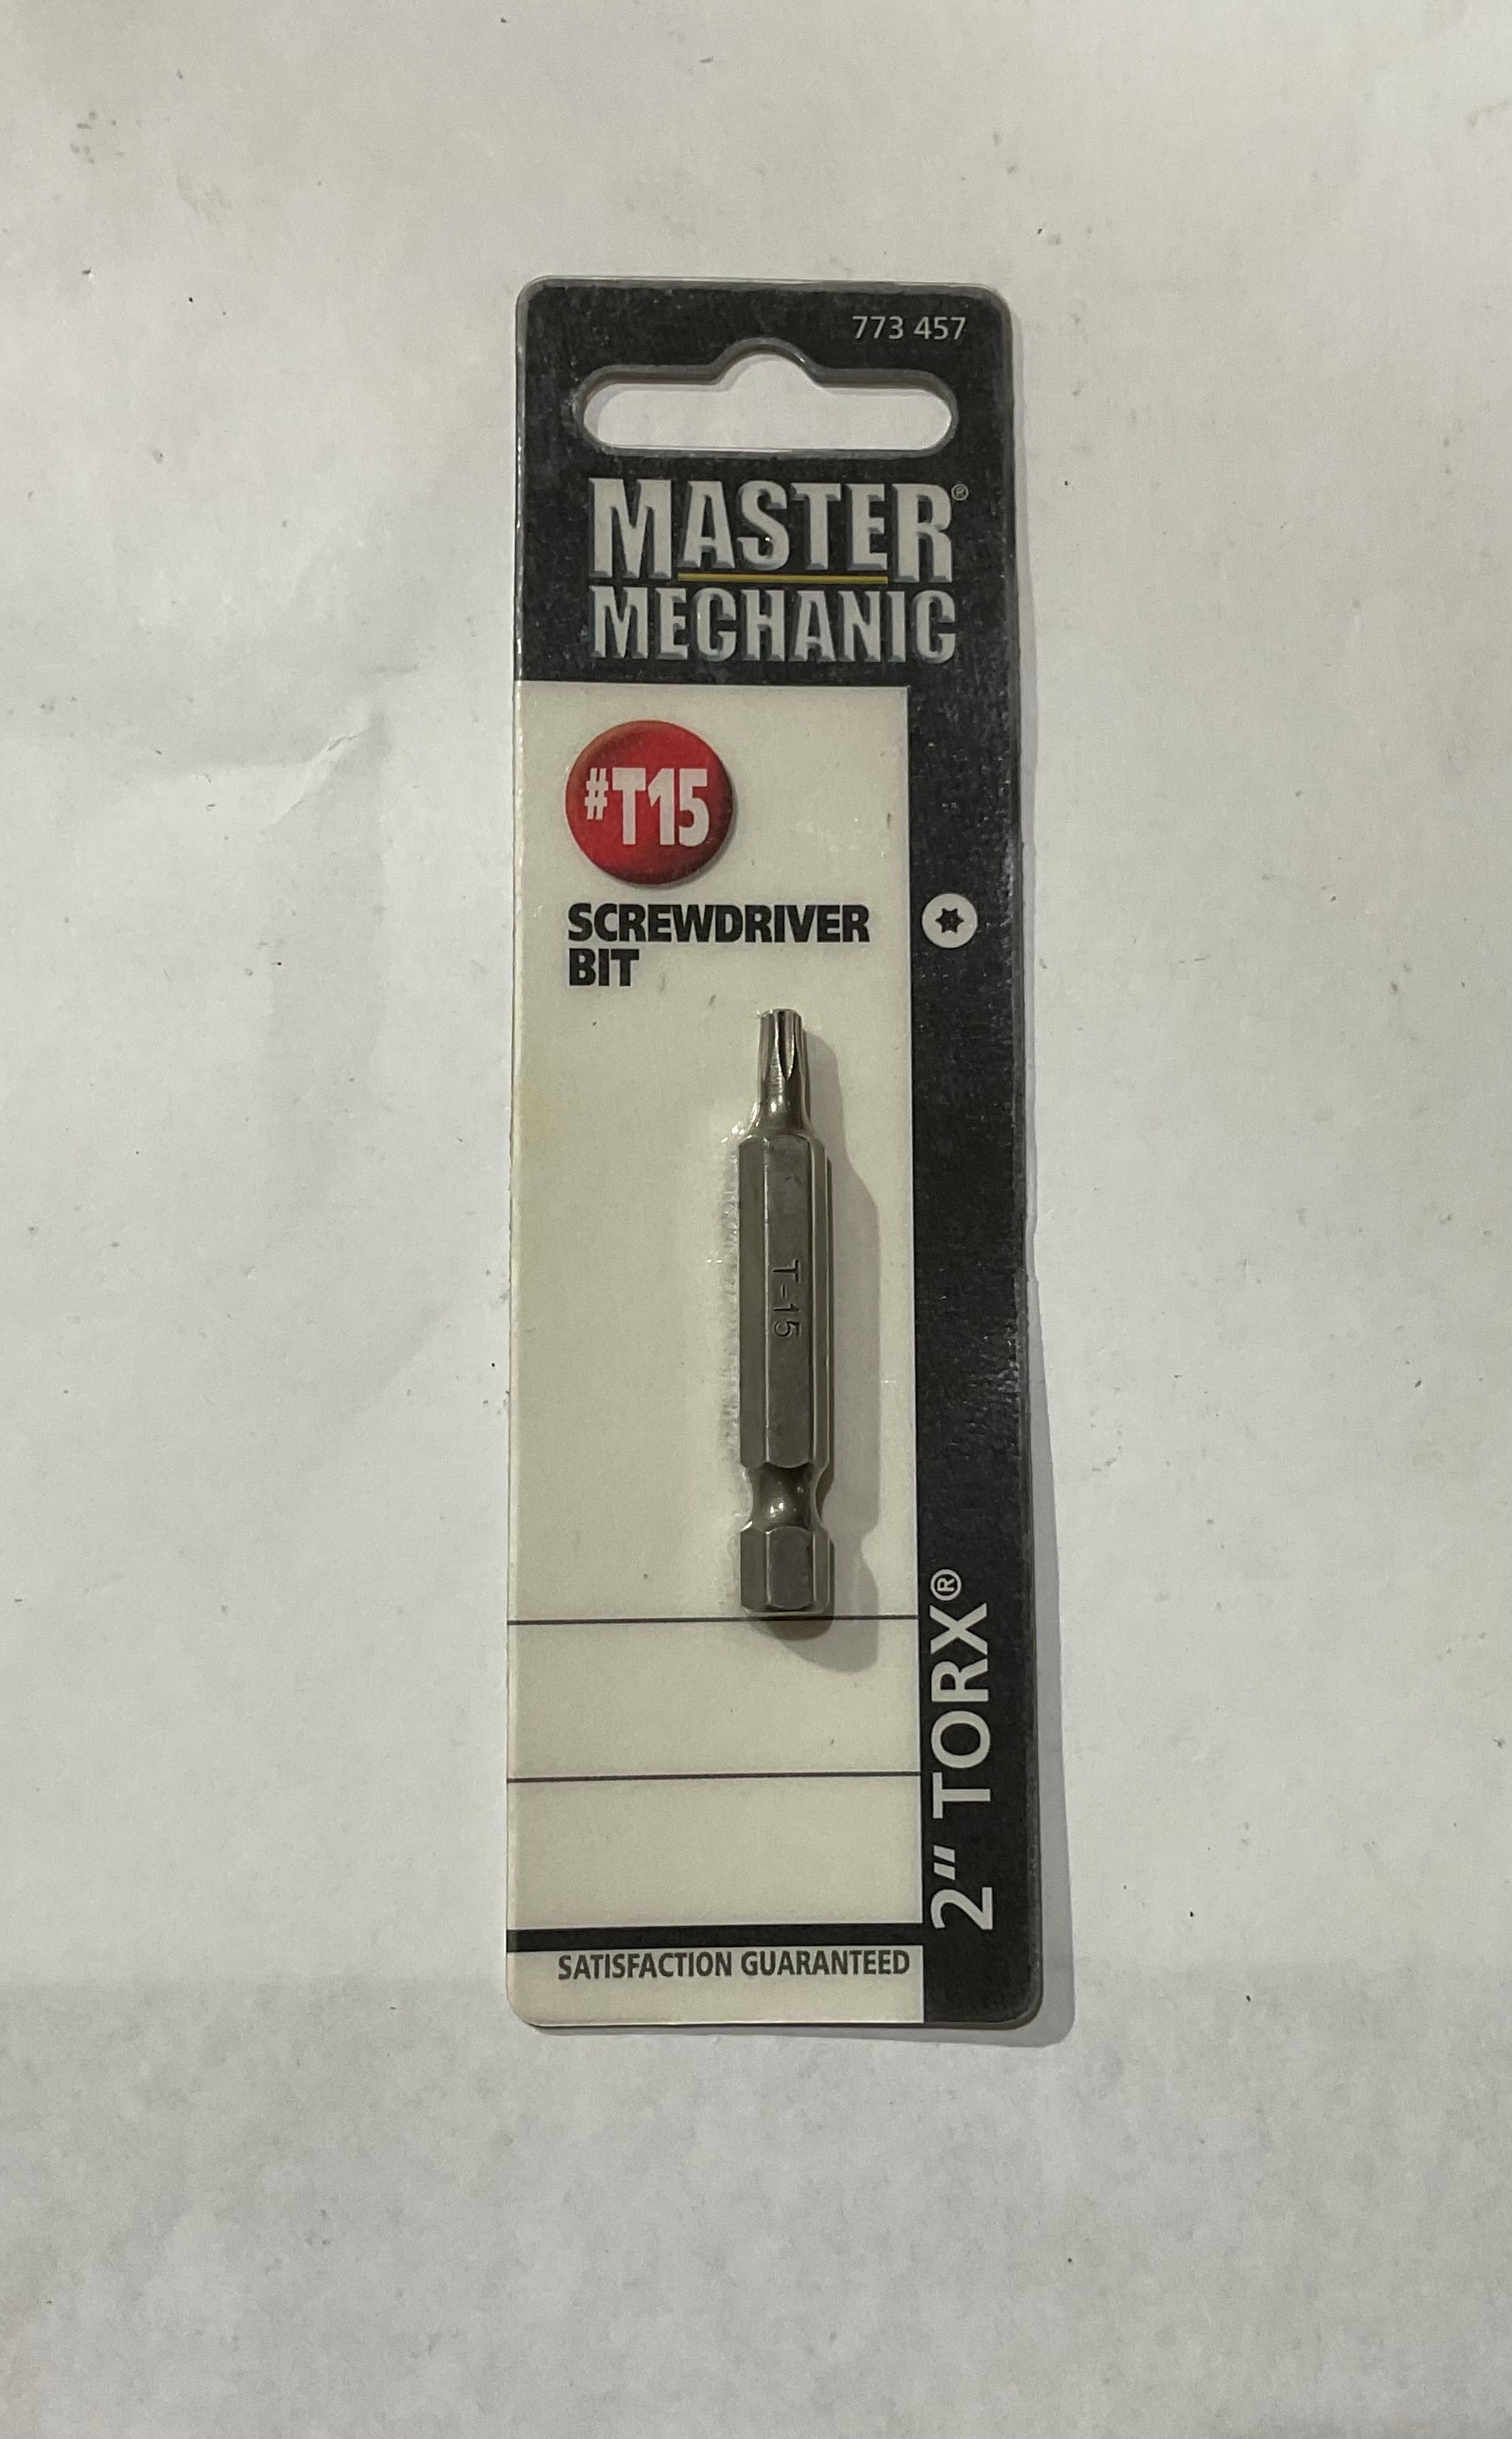 773 457
MASTER®
MECHANIC
#T15
SCREWDRIVER
BIT
T-15
2" TORX®
SATISFACTION GUARANTEED